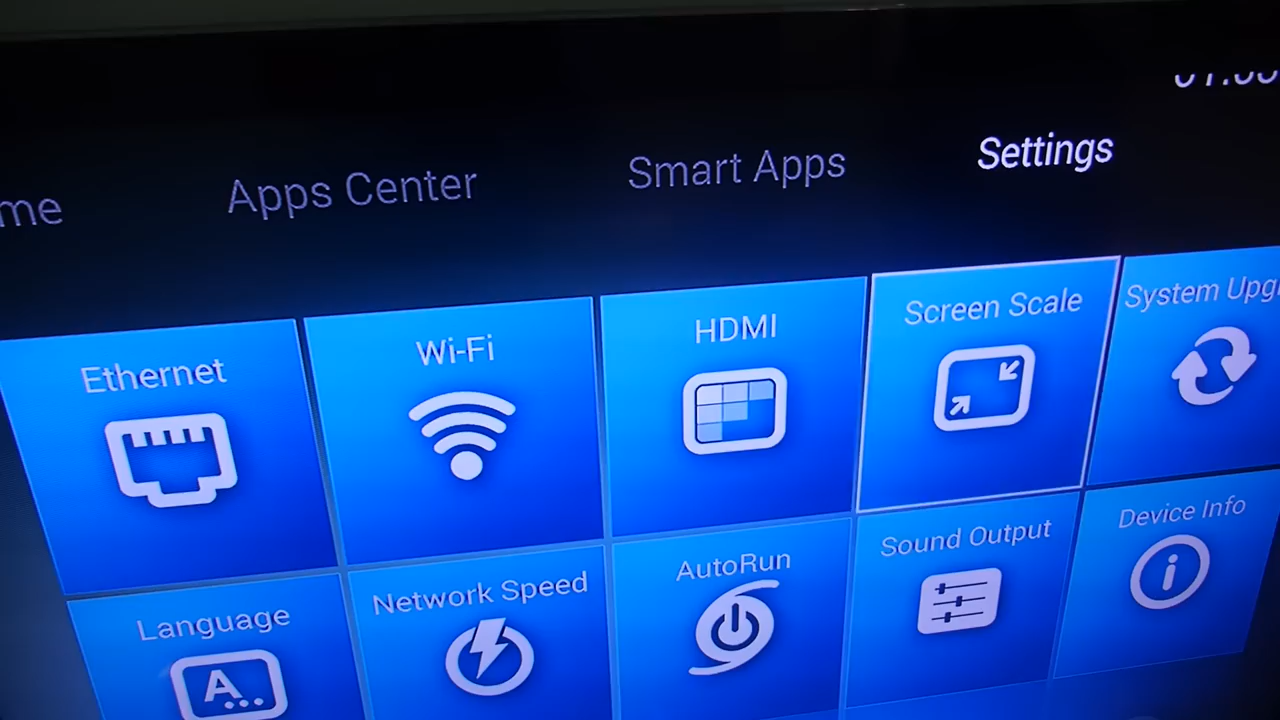 Apps Center
Smart Apps
Settings
Ethernet
Wi-Fi
HDMI
Screen Scale
System
Language
Network Speed
AutoRun
Sound Output
Device Info
A...